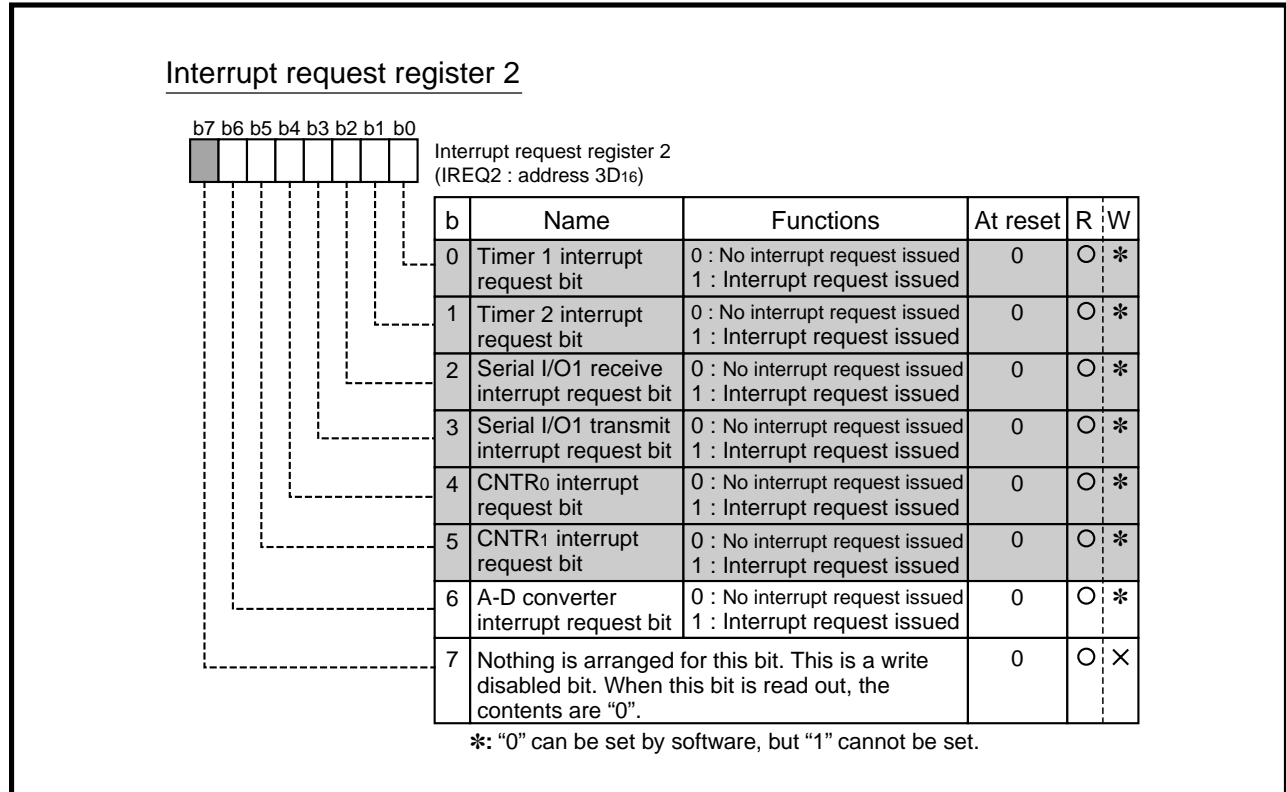 Interrupt request register 2
b7 b6 b5 b4 b3 b2 b1 b0
Interrupt request register 2
(IREQ2 : address 3D16)
b Name Functions At reset R W
0 Timer 1 interrupt request bit 0 : No interrupt request issued 1 : Interrupt request issued 0 ○ ✻
1 Timer 2 interrupt request bit 0 : No interrupt request issued 1 : Interrupt request issued 0 ○ ✻
2 Serial I/O1 receive interrupt request bit 0 : No interrupt request issued 1 : Interrupt request issued 0 ○ ✻
3 Serial I/O1 transmit interrupt request bit 0 : No interrupt request issued 1 : Interrupt request issued 0 ○ ✻
4 CNTR0 interrupt request bit 0 : No interrupt request issued 1 : Interrupt request issued 0 ○ ✻
5 CNTR1 interrupt request bit 0 : No interrupt request issued 1 : Interrupt request issued 0 ○ ✻
6 A-D converter interrupt request bit 0 : No interrupt request issued 1 : Interrupt request issued 0 ○ ✻
7 Nothing is arranged for this bit. This is a write disabled bit. When this bit is read out, the contents are “0”. 0 ○ ×
✻: “0” can be set by software, but “1” cannot be set.